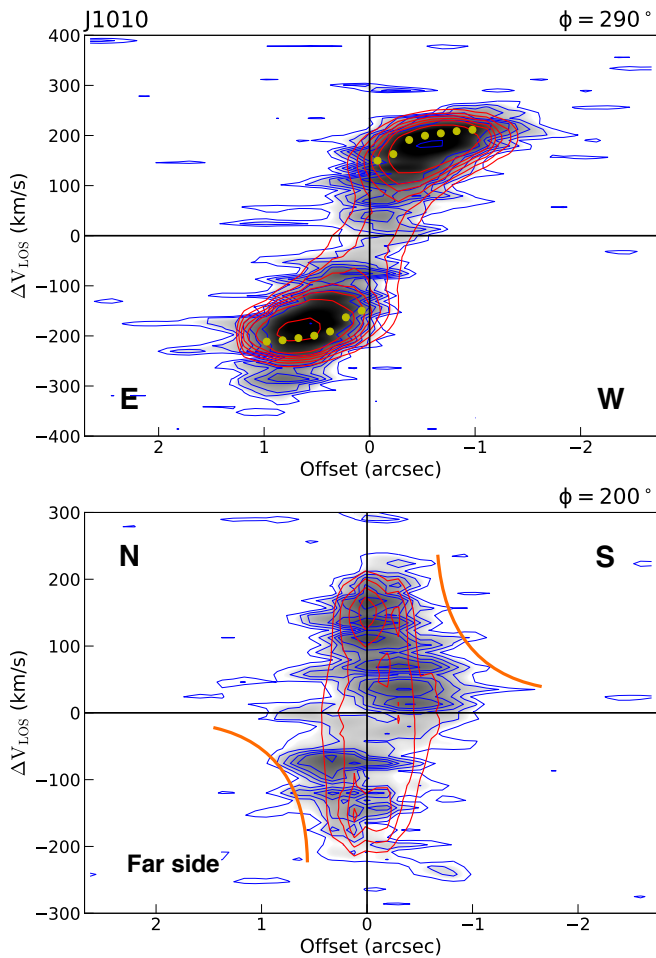 J1010 ϕ = 290°
400
300
200
100
0
−100
−200
−300
−400
ΔV_LOS (km/s)
E W
2 1 0 −1 −2
Offset (arcsec)
ϕ = 200°
300
200
100
0
−100
−200
−300
ΔV_LOS (km/s)
N S
Far side
2 1 0 −1 −2
Offset (arcsec)